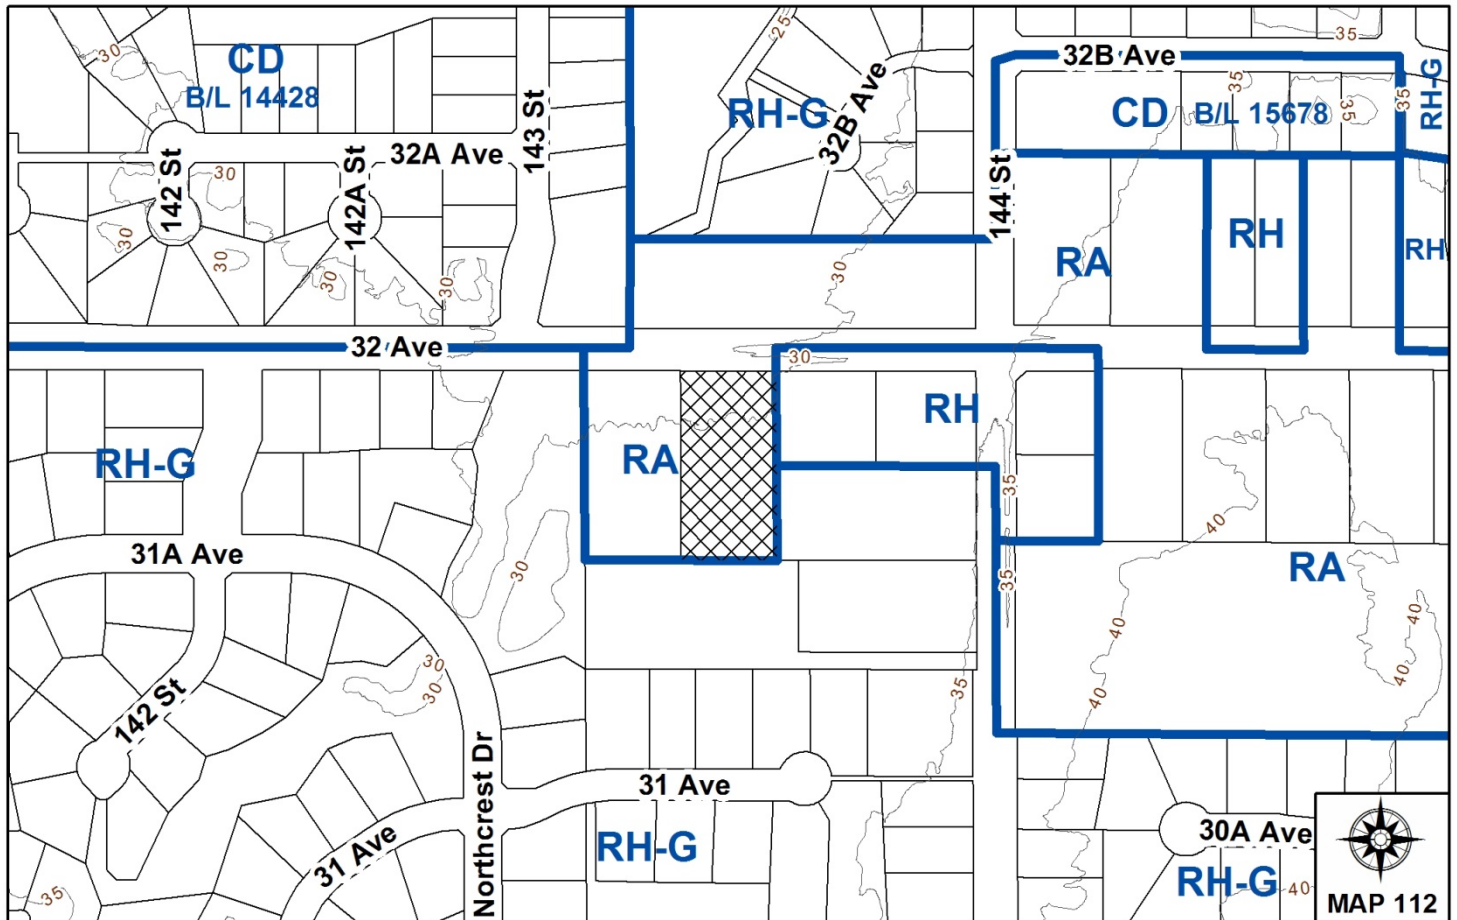 25
35
30
CD
B/L 14428
32B Ave
RH-G
143 St
RH-G
32B Ave
CD
B/L 15678
35
35
35
32A Ave
142 St
30
142A St
144 St
30
30
30
30
30
RA
RH
RH
32 Ave
30
RH
RA
RH-G
35
40
31A Ave
30
35
RA
40
40
30
30
142 St
35
40
40
Northcrest Dr
31 Ave
31 Ave
RH-G
30A Ave
RH-G
40
35
MAP 112